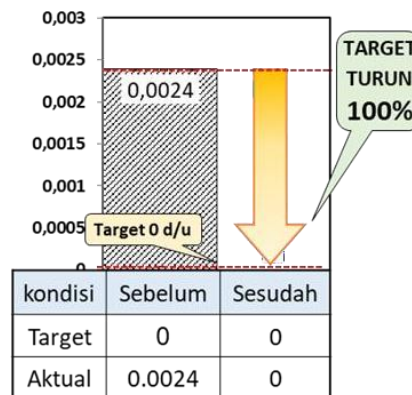 0,003
0,0025
0,002
0,0015
0,001
0,0005
0
0,0024
TARGET
TURUN
100%
Target 0 d/u
kondisi Sebelum Sesudah
Target 0 0
Aktual 0.0024 0